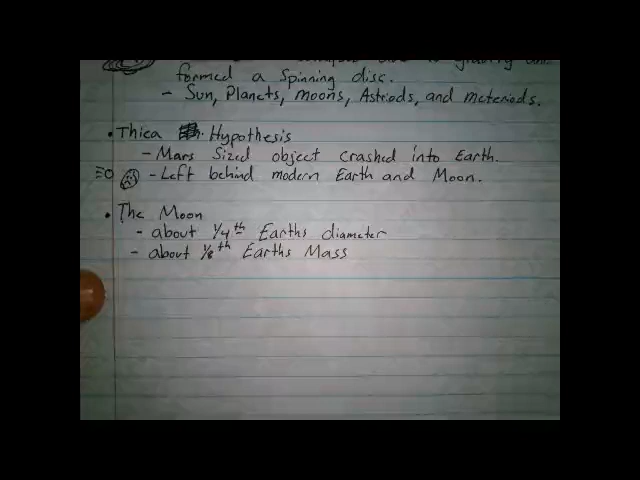 formed a Spinning disc.
- Sun, Planets, moons, Astriods, and meteriods.
• Thica Hypothesis
- Mars Sized object crashed into Earth.
- Left behind modern Earth and Moon.
• The Moon
- about 1/4th Earths diameter
- about 1/8th Earths Mass